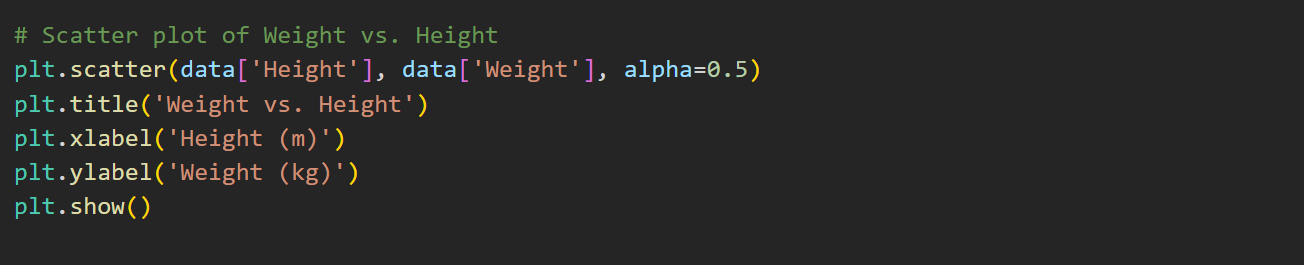 # Scatter plot of Weight vs. Height
plt.scatter(data['Height'], data['Weight'], alpha=0.5)
plt.title('Weight vs. Height')
plt.xlabel('Height (m)')
plt.ylabel('Weight (kg)')
plt.show()